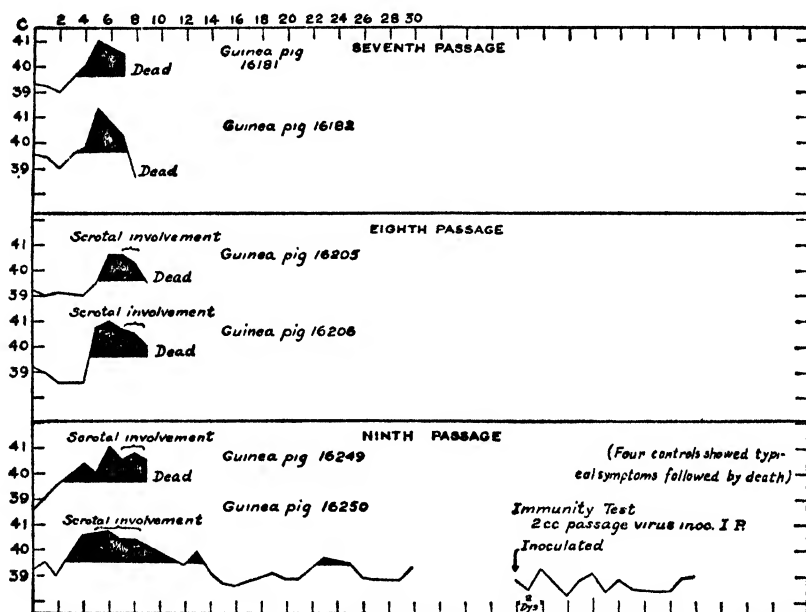 C 2 4 6 8 10 12 14 16 18 20 22 24 26 28 30
SEVENTH PASSAGE
41
40
39
Guinea pig
16181
Dead
41
40
39
Guinea pig 16182
Dead
EIGHTH PASSAGE
Scrotal involvement
41
40
39
Guinea pig 16205
Dead
Scrotal involvement
41
40
39
Guinea pig 16206
Dead
NINTH PASSAGE
Scrotal involvement
41
40
39
Guinea pig 16249
Dead
(Four controls showed typi-
cal symptoms followed by death)
Guinea pig 16250
Scrotal involvement
40
39
Immunity Test
2cc passage virus inoc. I P.
Inoculated
Dys